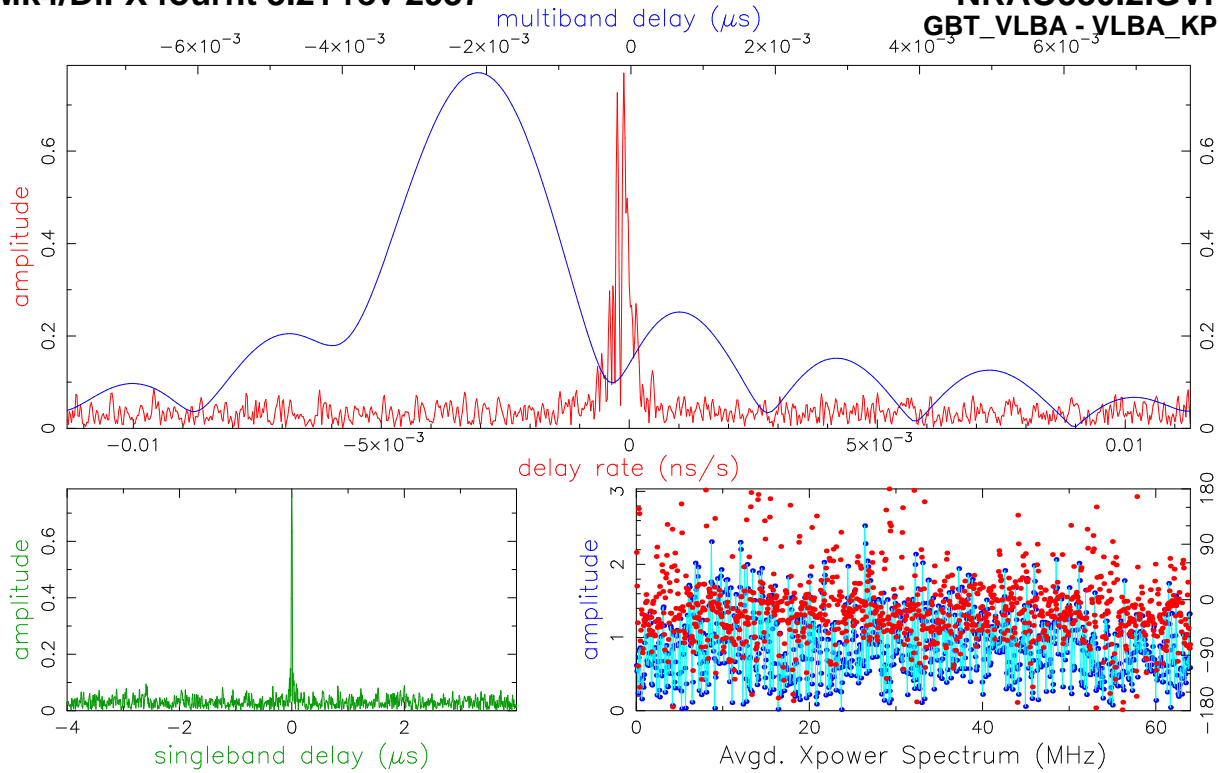 multiband delay (μs)
GBT_VLBA - VLBA_KP
−6×10⁻³ −4×10⁻³ −2×10⁻³ 0 2×10⁻³ 4×10⁻³ 6×10⁻³
amplitude
0 0.2 0.4 0.6
0 0.2 0.4 0.6
−0.01 −5×10⁻³ 0 5×10⁻³ 0.01
delay rate (ns/s)
amplitude
0 0.2 0.4 0.6
−4 −2 0 2
singleband delay (μs)
amplitude
0 1 2 3
−180 −90 0 90 180
0 20 40 60
Avgd. Xpower Spectrum (MHz)